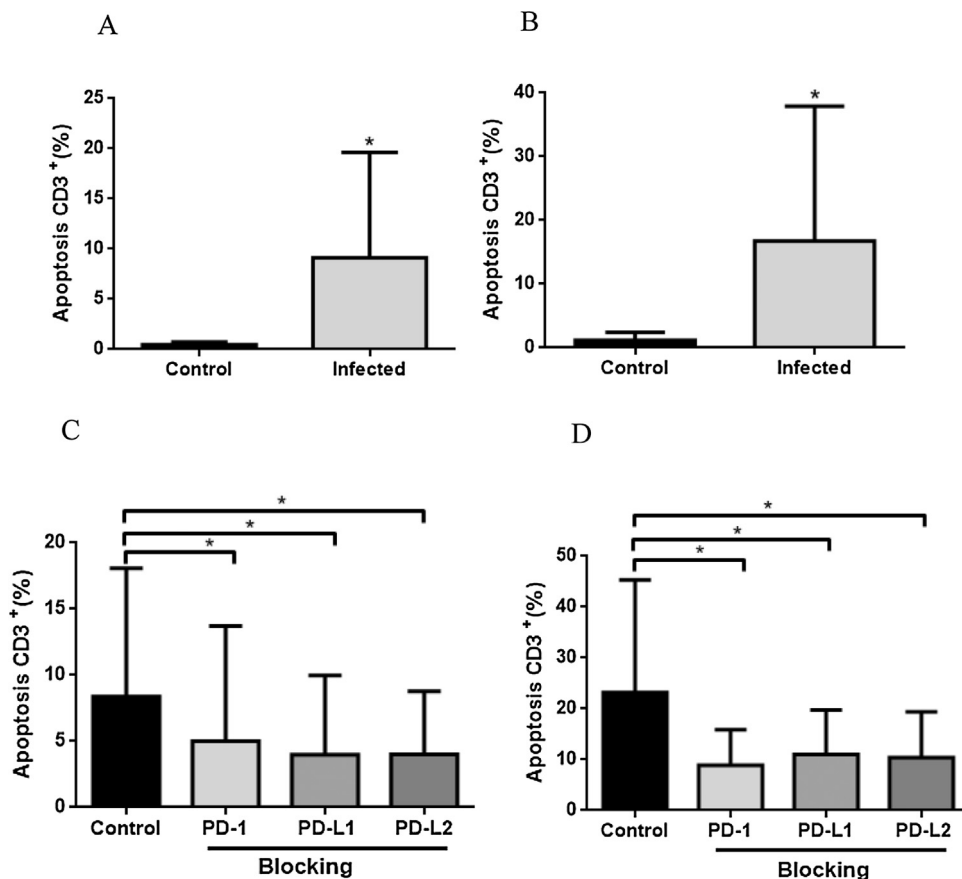 A
Apoptosis CD3 + (%)
25
20
15
10
5
0
*
Control
Infected
B
Apoptosis CD3 + (%)
40
30
20
10
0
*
Control
Infected
C
Apoptosis CD3 + (%)
20
15
10
5
0
*
*
*
Control
PD-1
PD-L1
PD-L2
Blocking
D
Apoptosis CD3 + (%)
50
40
30
20
10
0
*
*
*
Control
PD-1
PD-L1
PD-L2
Blocking